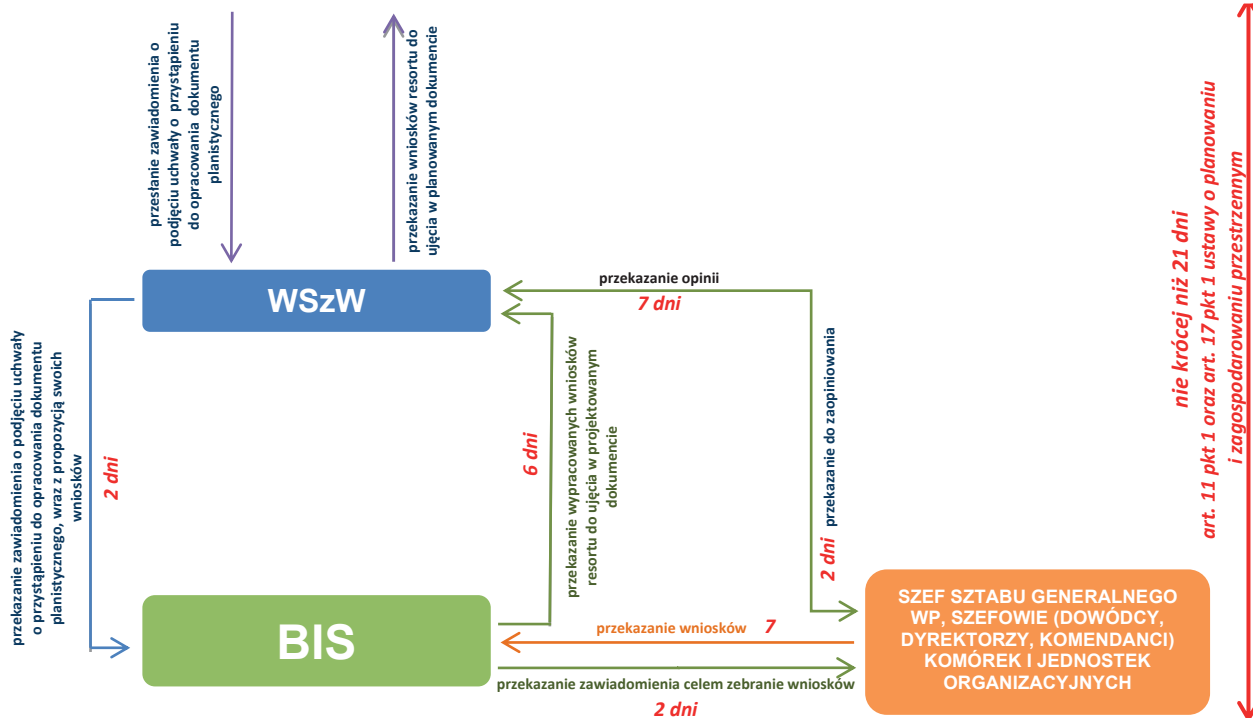 przesłanie zawiadomienia o
podjęciu uchwały o przystąpieniu
do opracowania dokumentu
planistycznego
przekazanie wniosków resortu do
ujęcia w planowanym dokumencie
WSzW
przekazanie opinii
7 dni
przekazanie zawiadomienia o podjęciu uchwały
o przystąpieniu do opracowania dokumentu
planistycznego, wraz z propozycją swoich
wniosków
2 dni
6 dni
przekazanie wypracowanych wniosków
resortu do ujęcia w projektowanym
dokumencie
2 dni
przekazanie do zaopiniowania
nie krócej niż 21 dni
art. 11 pkt 1 oraz art. 17 pkt 1 ustawy o planowaniu
i zagospodarowaniu przestrzennym
BIS
przekazanie wniosków 7
przekazanie zawiadomienia celem zebranie wniosków
2 dni
SZEF SZTABU GENERALNEGO
WP, SZEFOWIE (DOWÓDCY,
DYREKTORZY, KOMENDANCI)
KOMÓREK I JEDNOSTEK
ORGANIZACYJNYCH